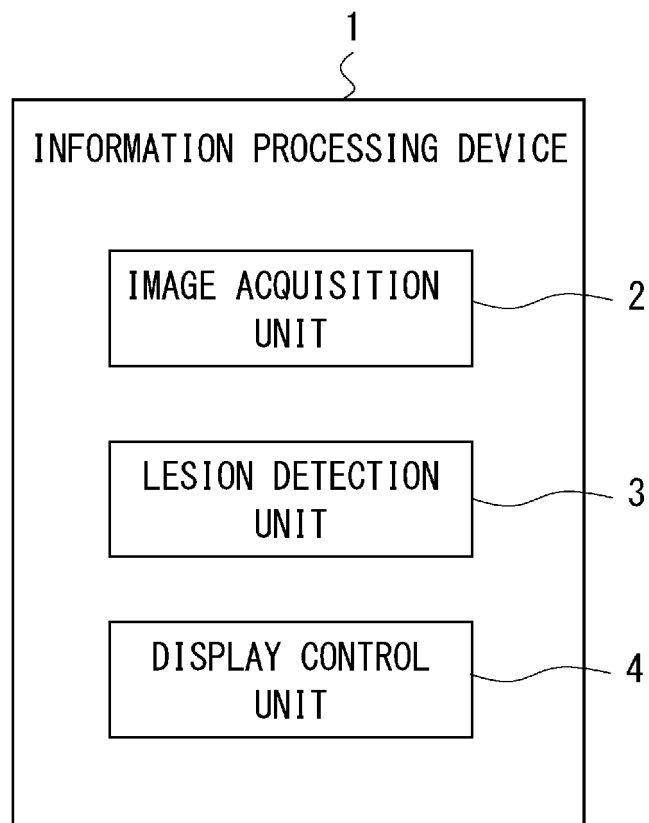 1
INFORMATION PROCESSING DEVICE
IMAGE ACQUISITION
UNIT
2
LESION DETECTION
UNIT
3
DISPLAY CONTROL
UNIT
4